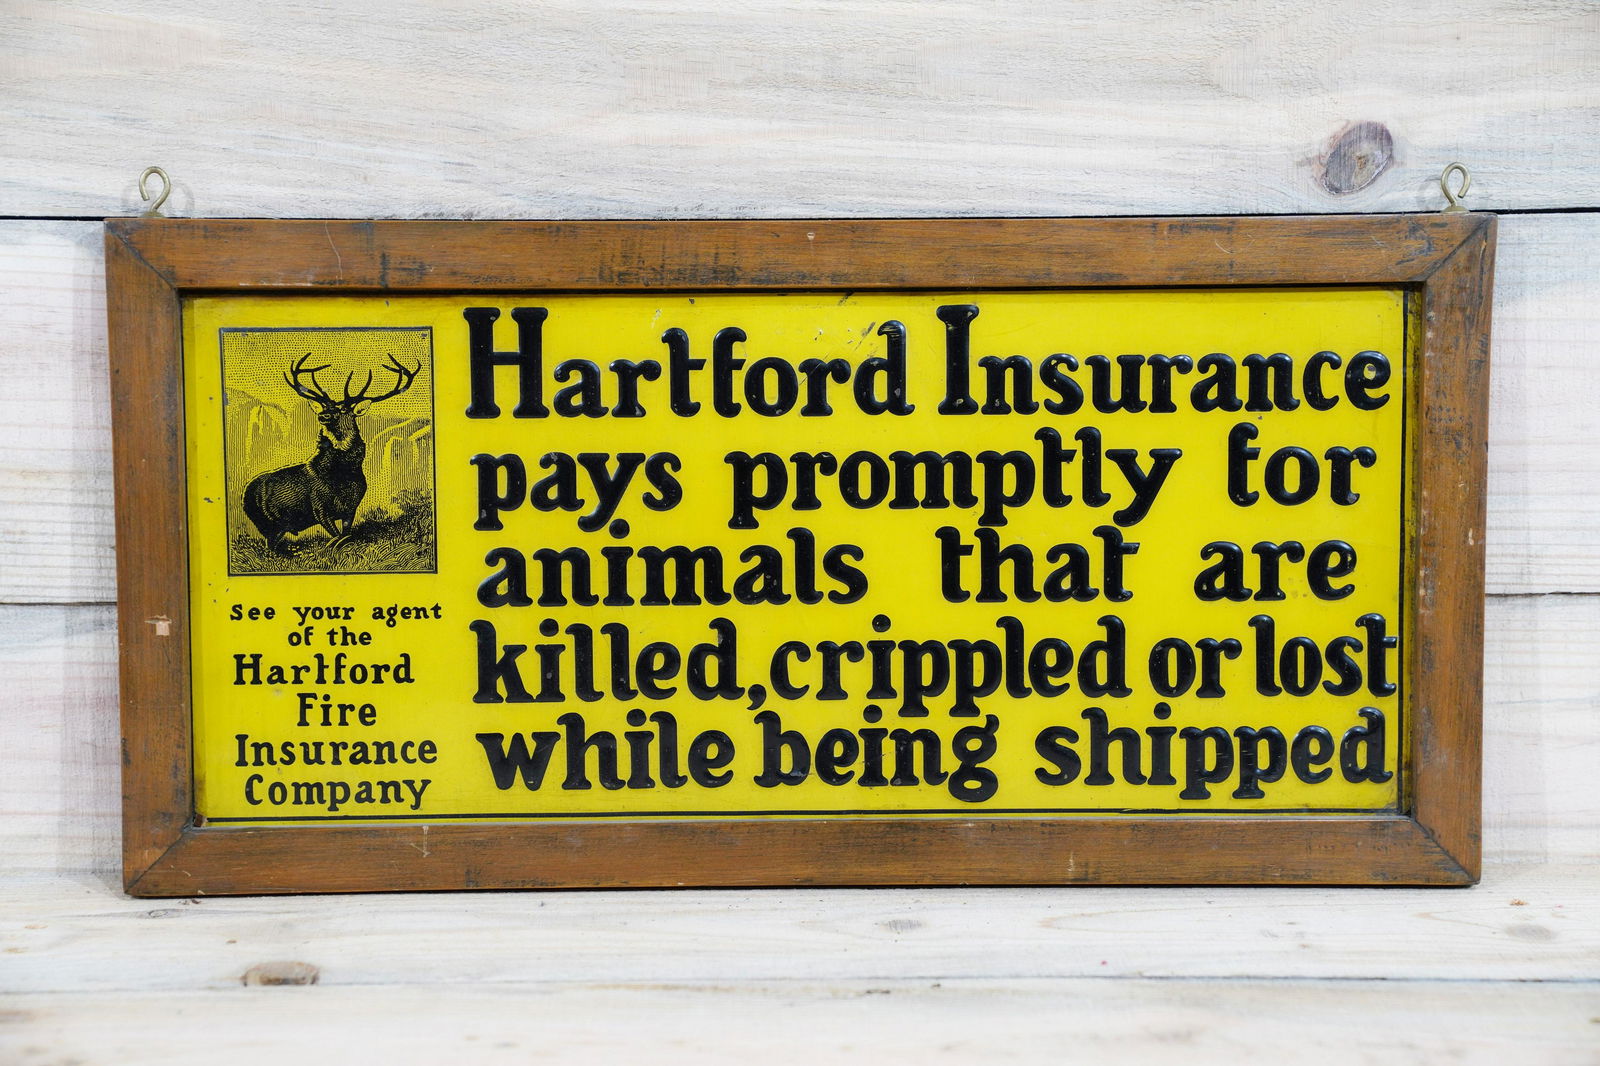 Hartford Insurance
pays promptly for
animals that are
killed, crippled or lost
while being shipped
See your agent
of the
Hartford
Fire
Insurance
Company